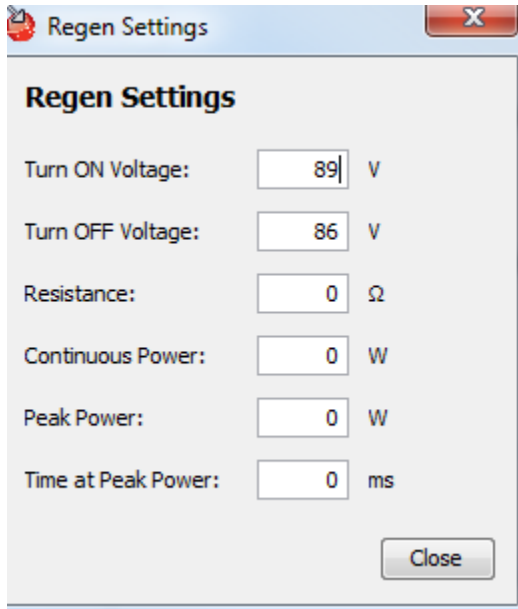 Regen Settings
Regen Settings
Turn ON Voltage: 89 V
Turn OFF Voltage: 86 V
Resistance: 0 Ω
Continuous Power: 0 W
Peak Power: 0 W
Time at Peak Power: 0 ms
Close